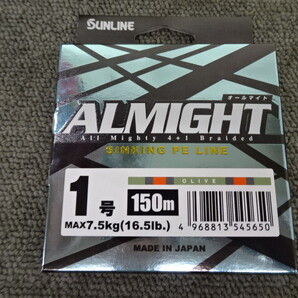 SUNLINE
ALMIGHT
オールマイト
All Mighty 4+1 Braided
SINKING PE LINE
1号
OLIVE
150m
MAX7.5kg(16.5lb.)
4 968813 545650
MADE IN JAPAN